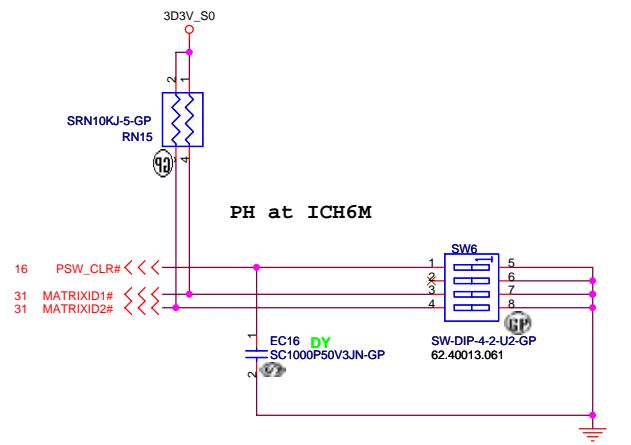 3D3V_S0
2 1
SRN10KJ-5-GP
RN15
4
GP
PH at ICH6M
SW6
16 PSW_CLR# 1 5
2 6
31 MATRIXID1# 3 7
31 MATRIXID2# 4 8
1
GP
EC16 DY
SC1000P50V3JN-GP
2
SW-DIP-4-2-U2-GP
62.40013.061